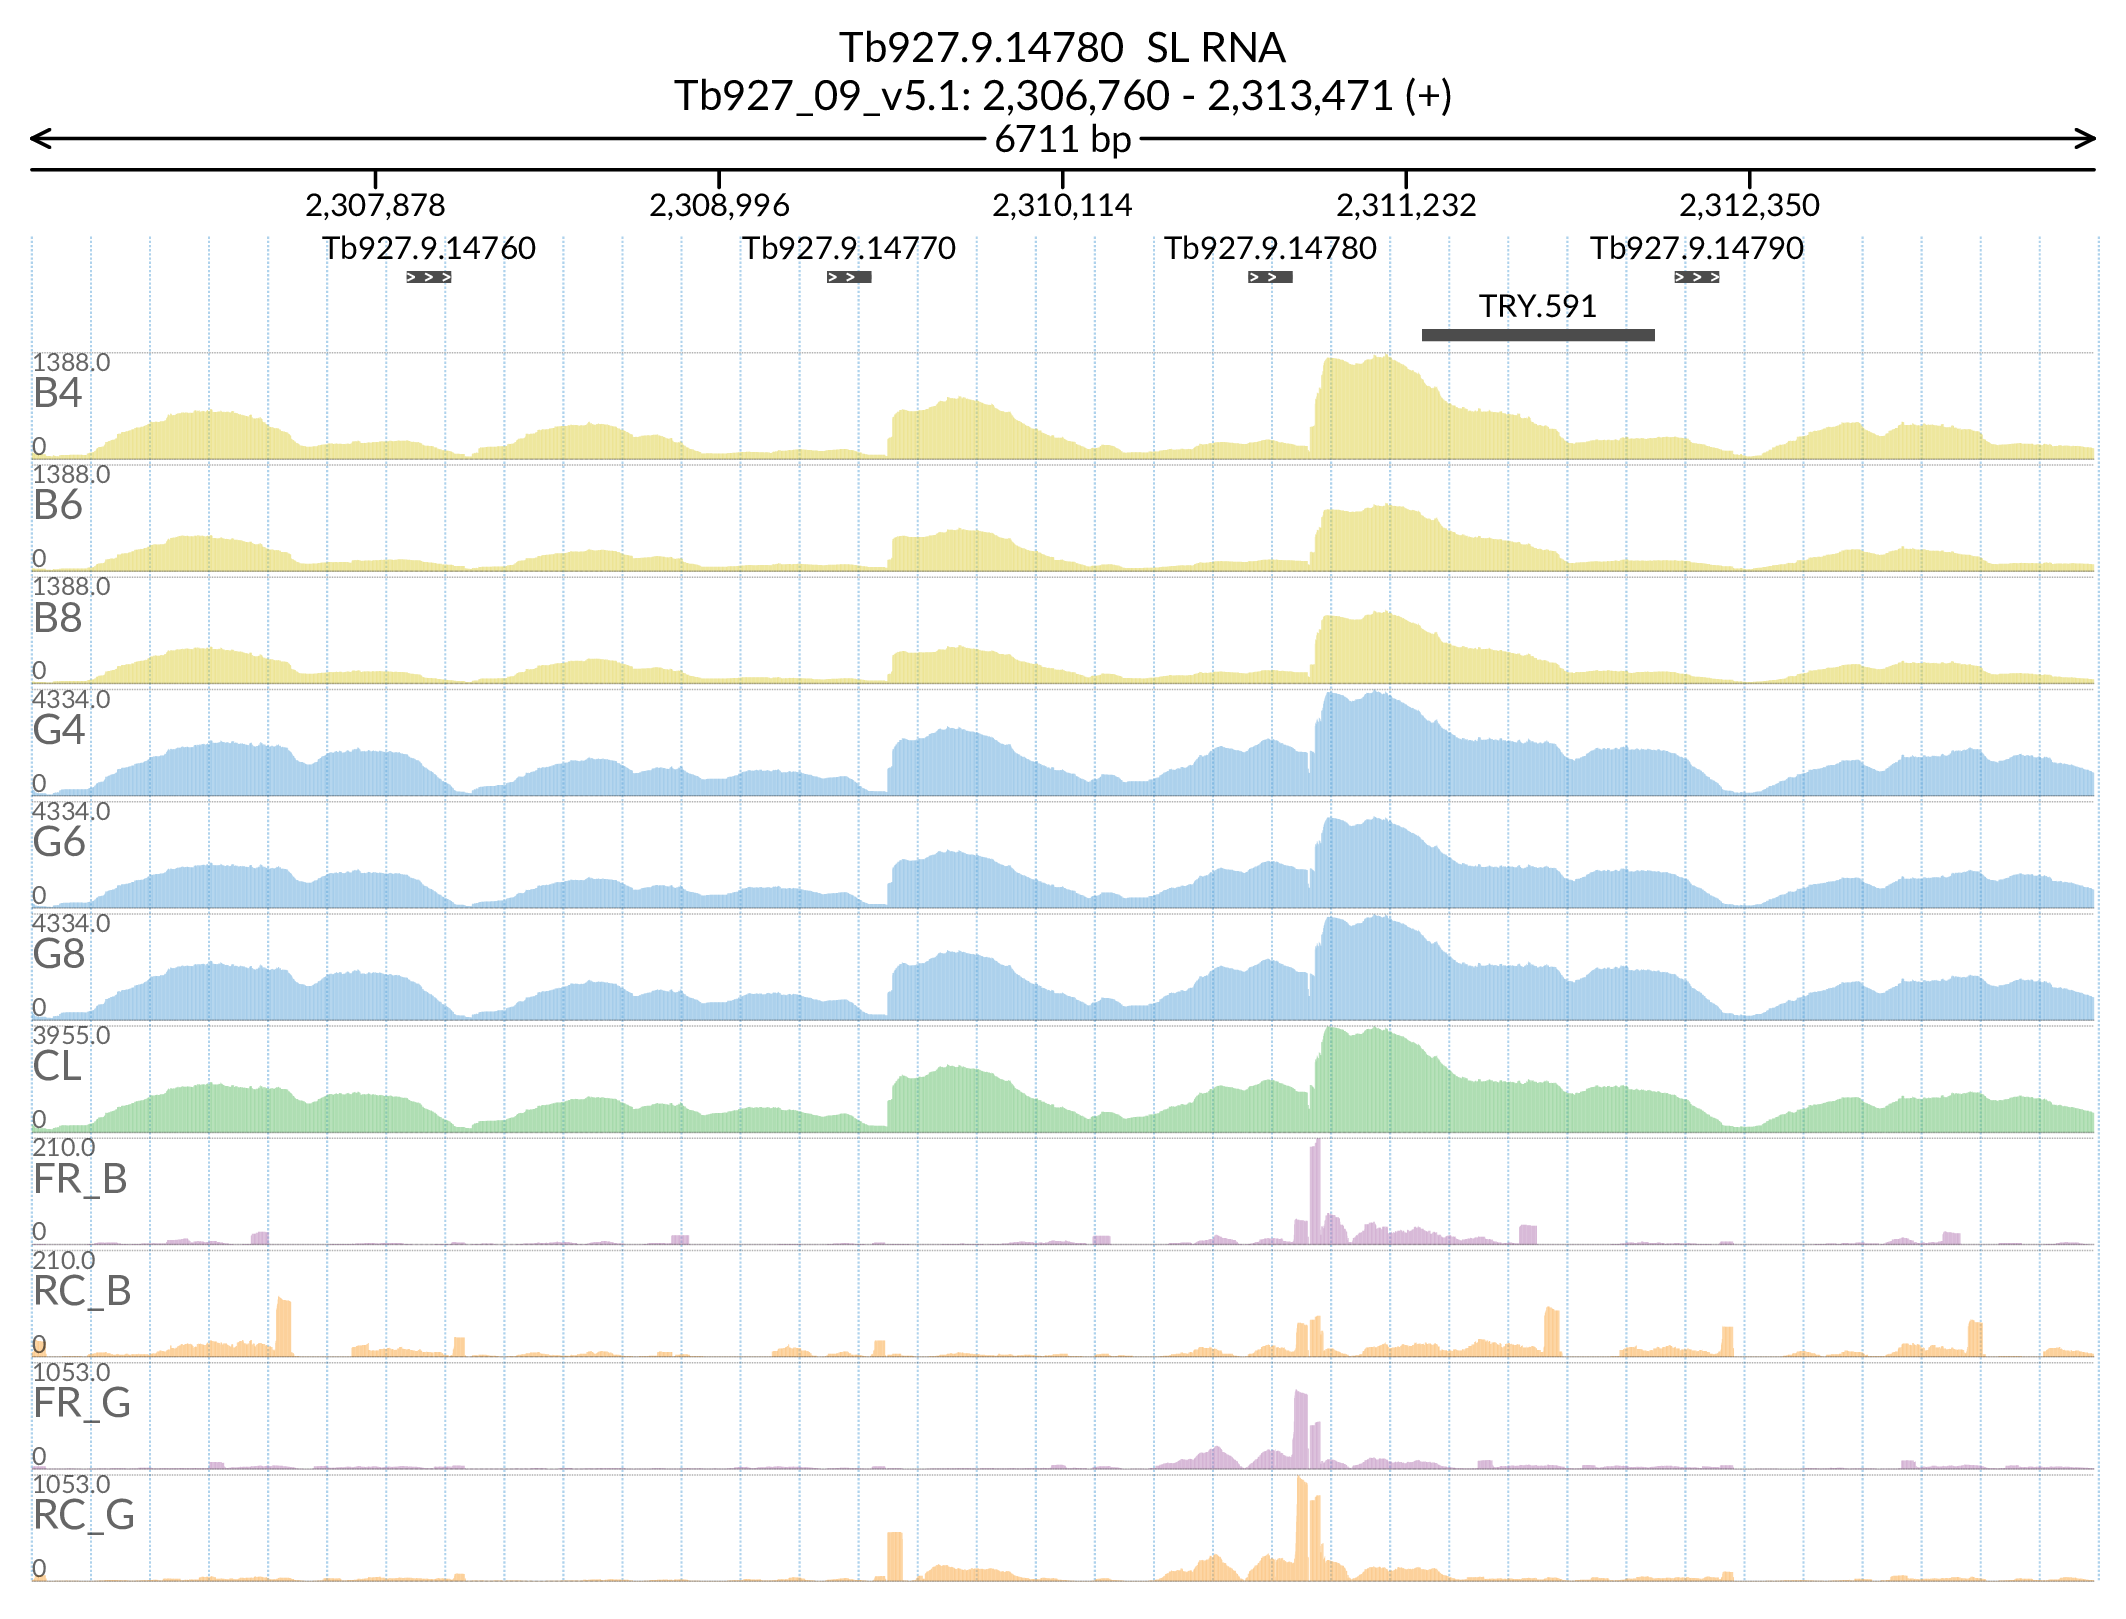 Tb927.9.14780 SL RNA
Tb927_09_v5.1: 2,306,760 - 2,313,471 (+)
6711 bp
2,307,878 2,308,996 2,310,114 2,311,232 2,312,350
Tb927.9.14760 Tb927.9.14770 Tb927.9.14780 Tb927.9.14790
TRY.591
1388.0
B4
0
1388.0
B6
0
1388.0
B8
0
4334.0
G4
0
4334.0
G6
0
4334.0
G8
0
3955.0
CL
0
210.0
FR_B
0
210.0
RC_B
0
1053.0
FR_G
0
1053.0
RC_G
0